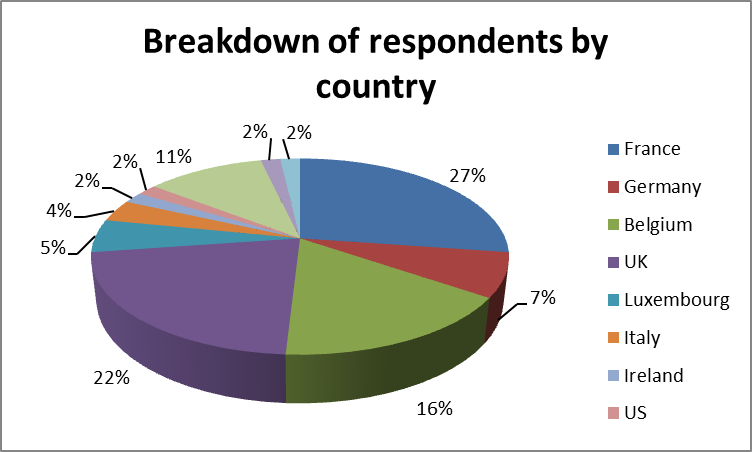 Breakdown of respondents by
country
2%
2%
11%
2%
2%
4%
5%
27%
7%
22%
16%
France
Germany
Belgium
UK
Luxembourg
Italy
Ireland
US